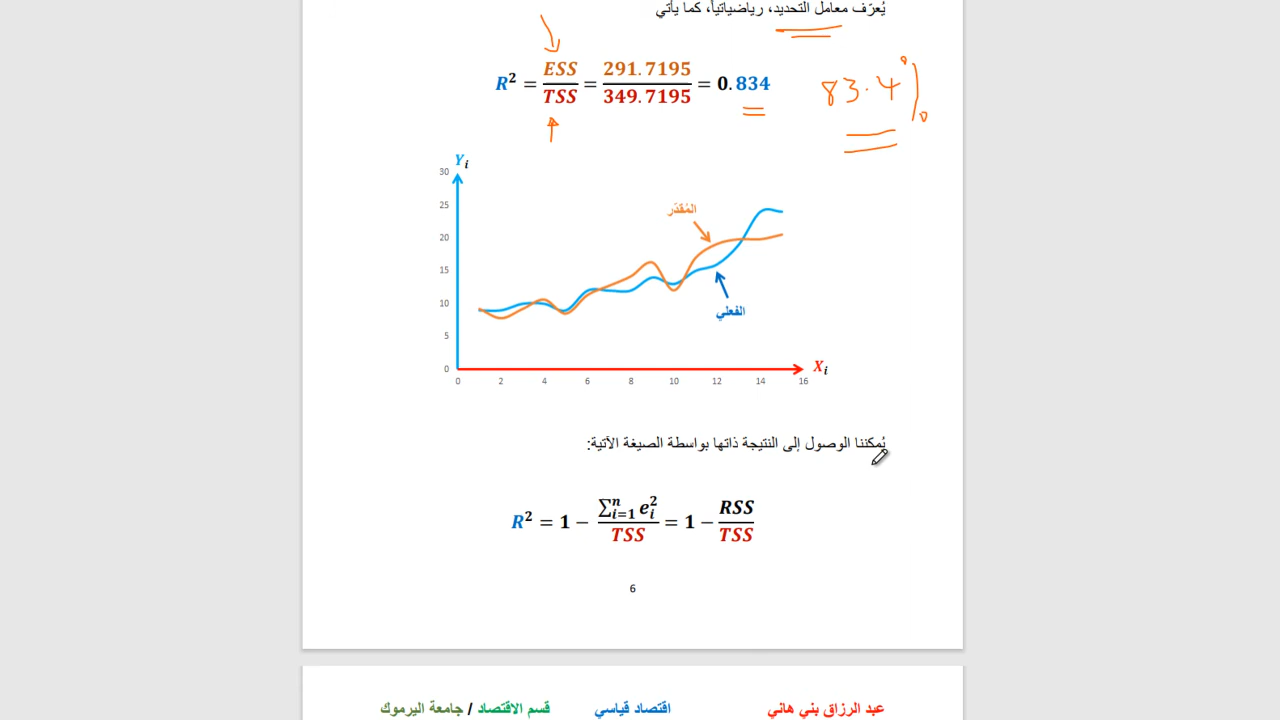 يُعرّف معامل التحديد، رياضياتياً، كما يأتي
R² = ESS/TSS = 291.7195/349.7195 = 0.834
83.4%
Yᵢ
30
25
20
15
10
5
0
المُقدّر
الفعلي
0 2 4 6 8 10 12 14 16
Xᵢ
يُمكننا الوصول إلى النتيجة ذاتها بواسطة الصيغة الآتية:
R² = 1 − ∑ⁿᵢ₌₁ eᵢ²/TSS = 1 − RSS/TSS
6
عبد الرزاق بني هاني اقتصاد قياسي قسم الاقتصاد / جامعة اليرموك